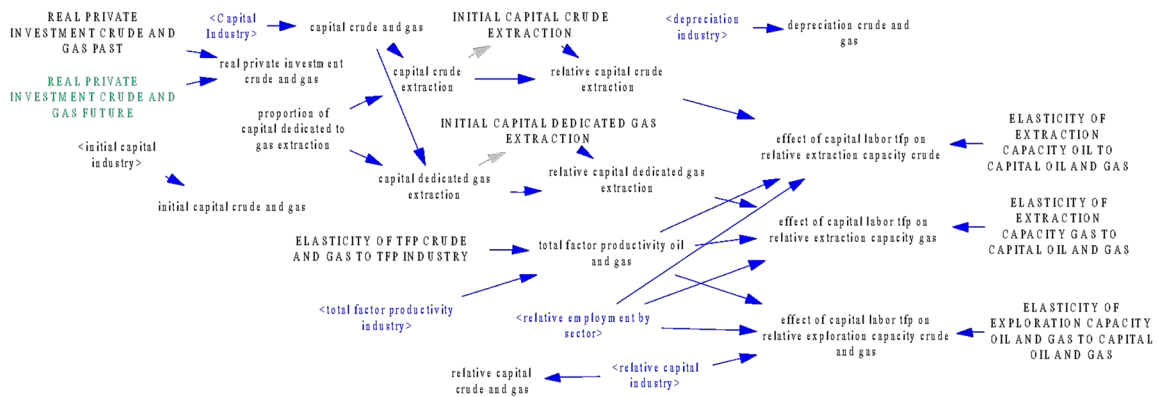 REAL PRIVATE
INVESTMENT CRUDE AND
GAS PAST
<Capital
Industry>
capital crude and gas
INITIAL CAPITAL CRUDE
EXTRACTION
<depreciation
industry>
depreciation crude and
gas
real private investment
crude and gas
capital crude
extraction
relative capital crude
extraction
REAL PRIVATE
INVESTMENT CRUDE AND
GAS FUTURE
proportion of
capital dedicated to
gas extraction
INITIAL CAPITAL DEDICATED GAS
EXTRACTION
effect of capital labor tfp on
relative extraction capacity crude
ELASTICITY OF
EXTRACTION
CAPACITY OIL TO
CAPITAL OIL AND GAS
<initial capital
industry>
capital dedicated gas
extraction
relative capital dedicated gas
extraction
initial capital crude and gas
effect of capital labor tfp on
relative extraction capacity gas
ELASTICITY OF
EXTRACTION
CAPACITY GAS TO
CAPITAL OIL AND GAS
ELASTICITY OF TFP CRUDE
AND GAS TO TFP INDUSTRY
total factor productivity oil
and gas
<total factor productivity
industry>
<relative employment by
sector>
effect of capital labor tfp on
relative exploration capacity crude
and gas
ELASTICITY OF
EXPLORATION CAPACITY
OIL AND GAS TO CAPITAL
OIL AND GAS
relative capital
crude and gas
<relative capital
industry>